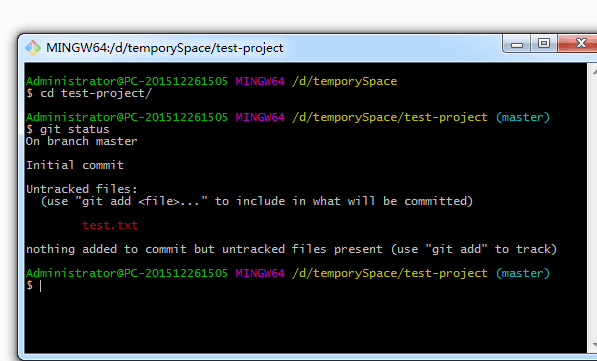 MINGW64:/d/temporySpace/test-project
Administrator@PC-201512261505 MINGW64 /d/temporySpace
$ cd test-project/
Administrator@PC-201512261505 MINGW64 /d/temporySpace/test-project (master)
$ git status
On branch master
Initial commit
Untracked files:
(use "git add <file>..." to include in what will be committed)
test.txt
nothing added to commit but untracked files present (use "git add" to track)
Administrator@PC-201512261505 MINGW64 /d/temporySpace/test-project (master)
$